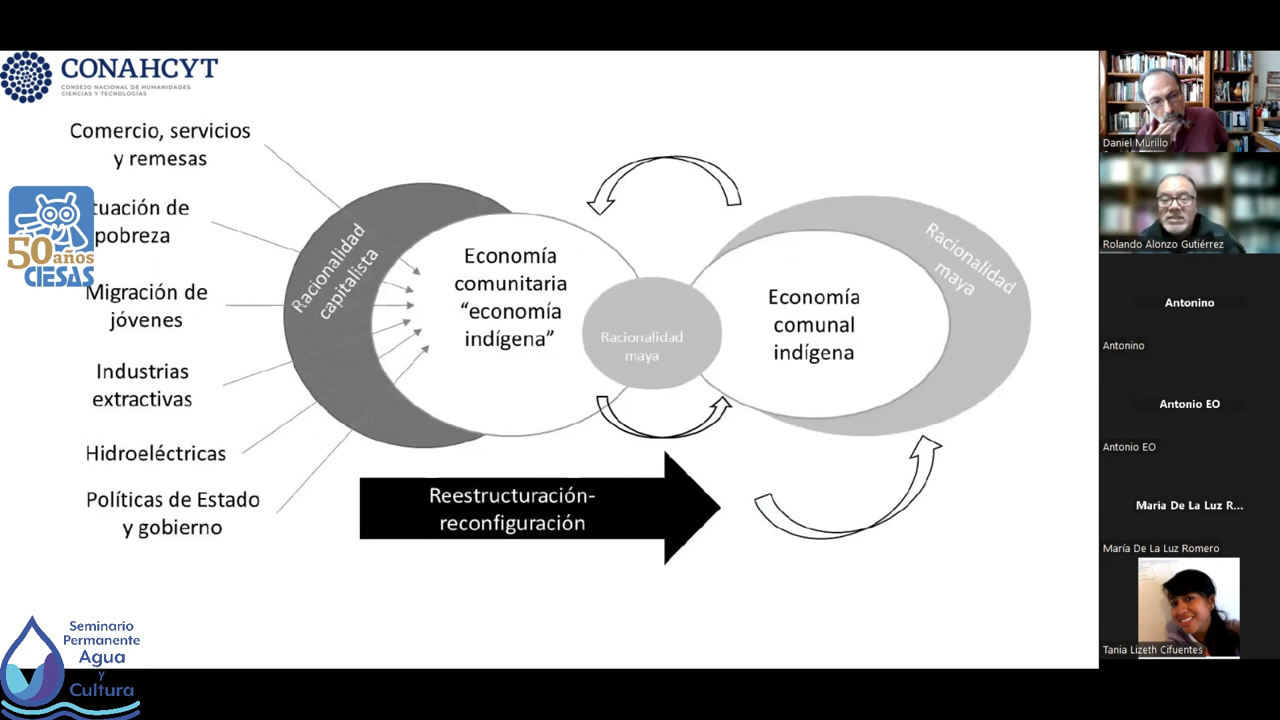 CONAHCYT
CONSEJO NACIONAL DE HUMANIDADES
CIENCIAS Y TECNOLOGÍAS
Comercio, servicios
y remesas
tuación de
pobreza
50 años
CIESAS
Migración de
jóvenes
Industrias
extractivas
Hidroeléctricas
Políticas de Estado
y gobierno
Racionalidad
capitalista
Economía
comunitaria
“economía
indígena”
Racionalidad
maya
Economía
comunal
indígena
Racionalidad
maya
Reestructuración-
reconfiguración
Seminario
Permanente
Agua
y
Cultura
Daniel Murillo
Rolando Alonzo Gutiérrez
Antonino
Antonino
Antonio EO
Antonio EO
María De La Luz R...
María De La Luz Romero
Tania Lizeth Cifuentes